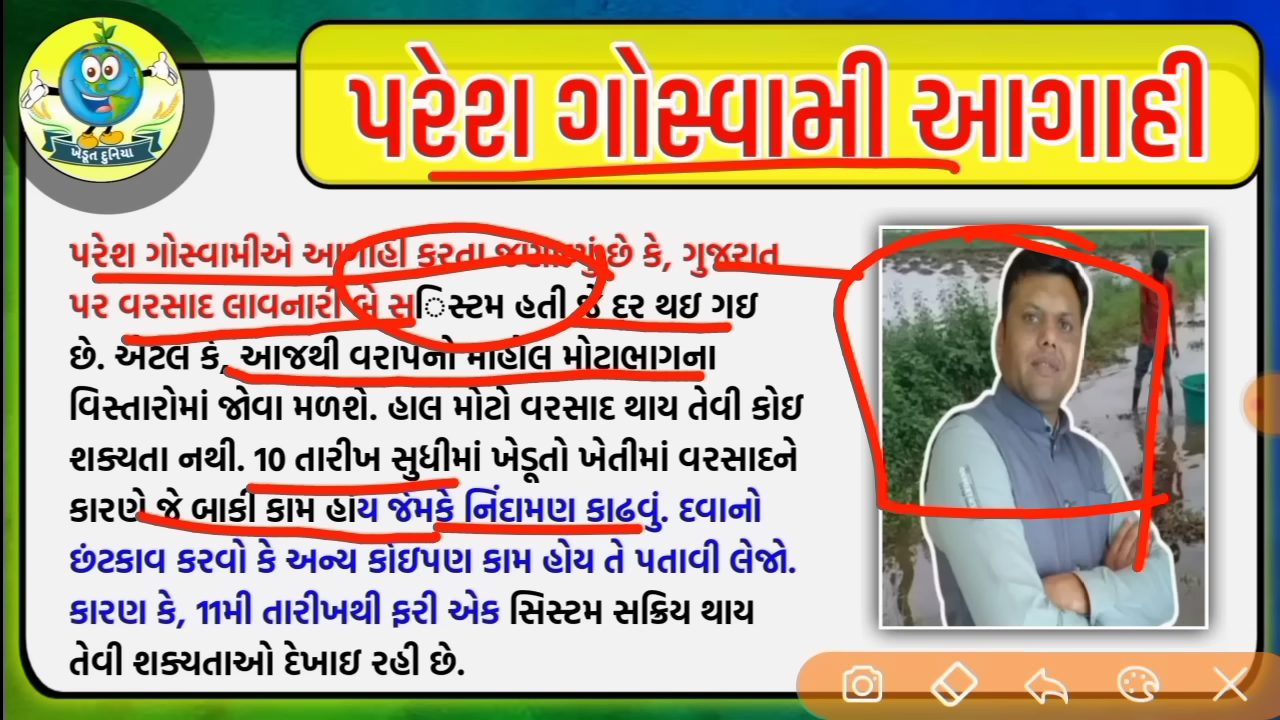 ખેડૂત દુનિયા
પરેશ ગોસ્વામી આગાહી
પરેશ ગોસ્વામીએ આગાહી કરતા જણાવ્યું છે કે, ગુજરાત
પર વરસાદ લાવનારી બે સિસ્ટમ હતી જે દર થઇ ગઇ
છે. એટલે કે, આજથી વરાપનો માહોલ મોટાભાગના
વિસ્તારોમાં જોવા મળશે. હાલ મોટો વરસાદ થાય તેવી કોઇ
શક્યતા નથી. 10 તારીખ સુધીમાં ખેડૂતો ખેતીમાં વરસાદને
કારણે જે બાકી કામ હોય જેમકે નિંદામણ કાઢવું. દવાનો
છંટકાવ કરવો કે અન્ય કોઇપણ કામ હોય તે પતાવી લેજો.
કારણ કે, 11મી તારીખથી ફરી એક સિસ્ટમ સક્રિય થાય
તેવી શક્યતાઓ દેખાઇ રહી છે.